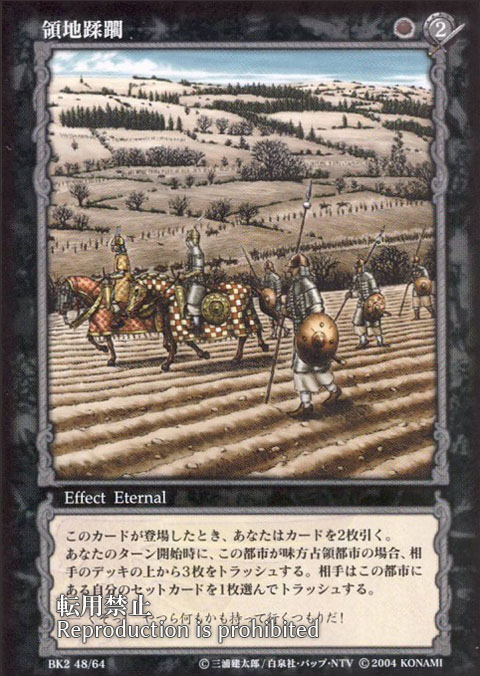 領地蹂躙
2
Effect Eternal
このカードが登場したとき、あなたはカードを2枚引く。
あなたのターン開始時に、この都市が味方占領都市の場合、相
手のデッキの上から3枚をトラッシュする。相手はこの都市に
ある自分のセットカードを1枚選んでトラッシュする。
何もかも持って行くつもりだ!
転用禁止
Reproduction is prohibited
BK2 48/64
© 三浦建太郎/白泉社・バップ・NTV © 2004 KONAMI